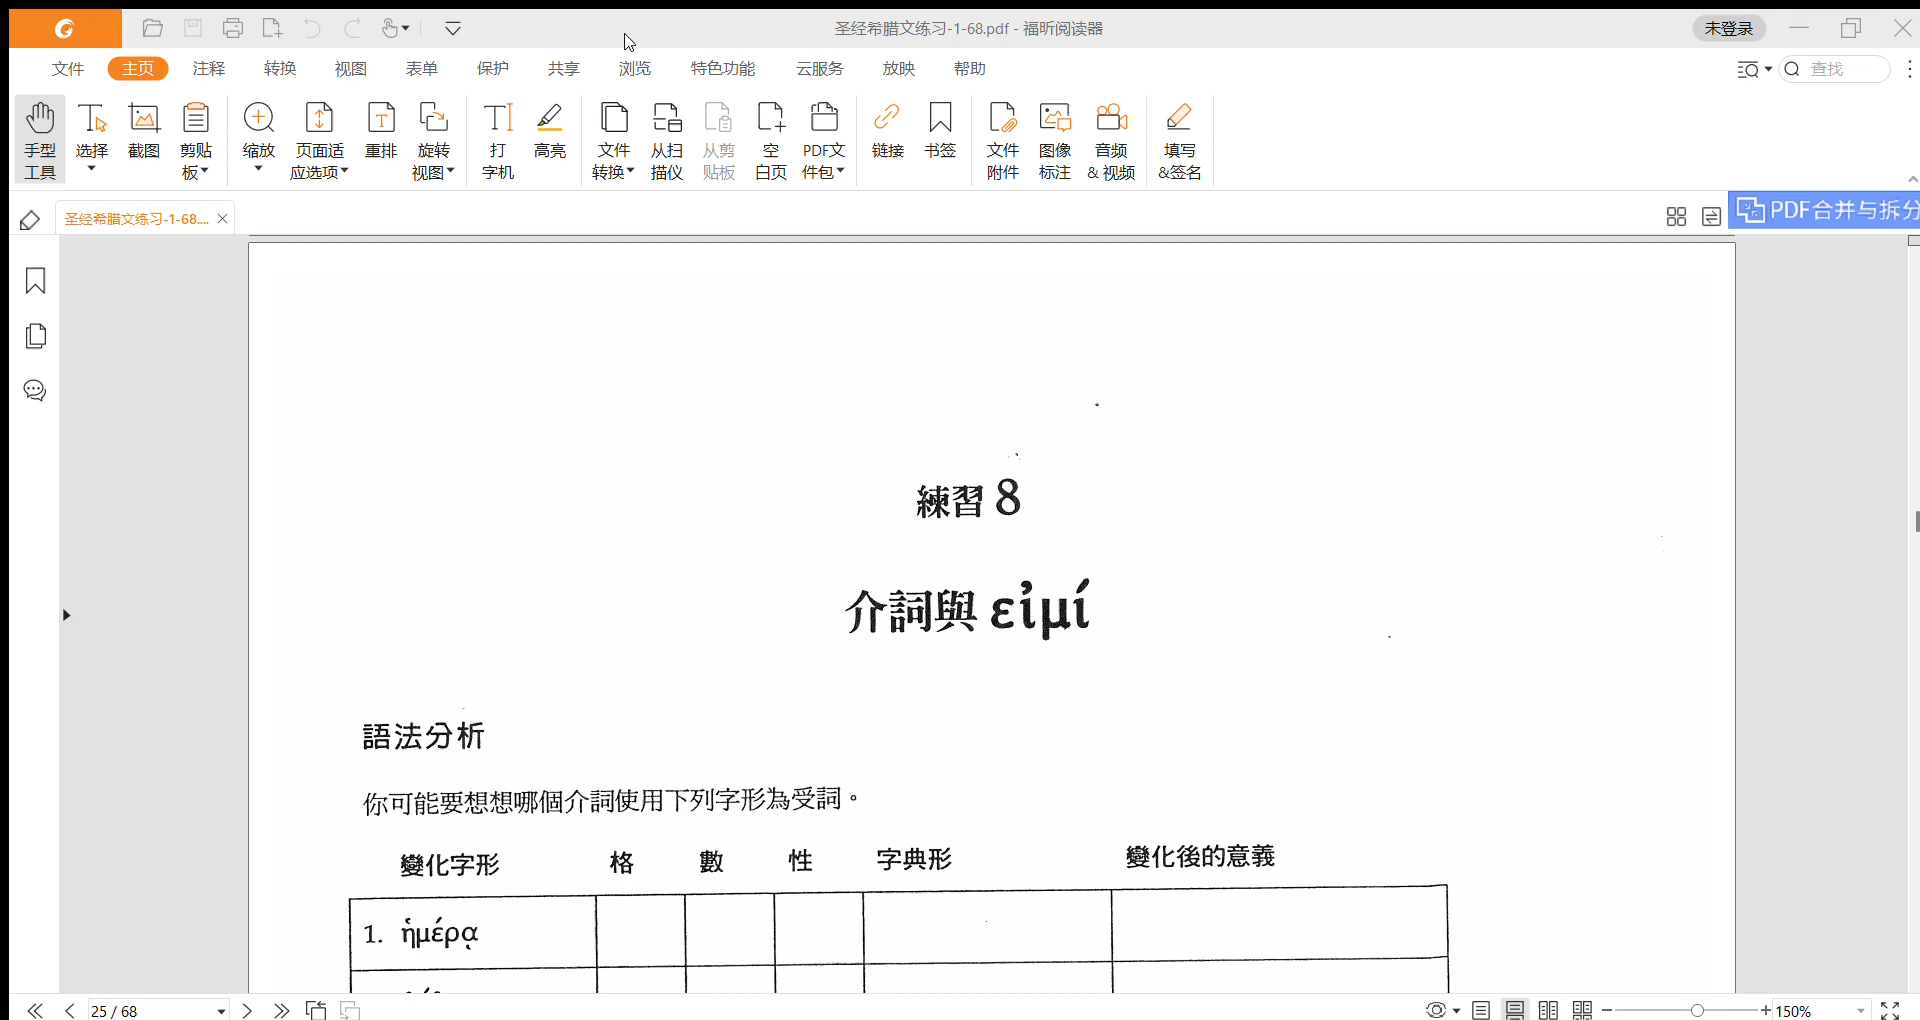 圣经希腊文练习-1-68.pdf - 福昕阅读器
未登录
文件 主页 注释 转换 视图 表单 保护 共享 浏览 特色功能 云服务 放映 帮助
查找
手型工具 选择 截图 剪贴板 缩放 页面适应选项 重排 旋转视图 打字机 高亮 文件转换 从扫描仪 从剪贴板 空白页 PDF文件包 链接 书签 文件附件 图像标注 音频&视频 填写&签名
圣经希腊文练习-1-68....
PDF合并与拆分
練習 8
介詞與 εἰμί
語法分析
你可能要想想哪個介詞使用下列字形為受詞。
變化字形 格 數 性 字典形 變化後的意義
1. ἡμέρᾳ
25 / 68
150%